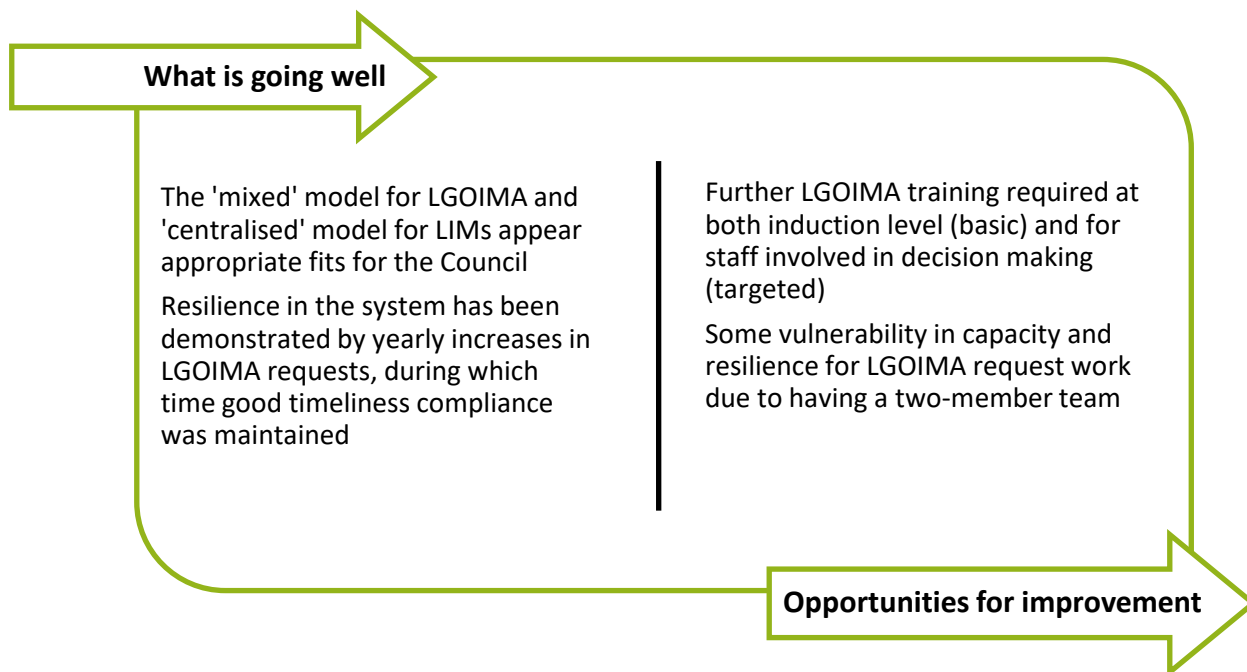 What is going well
The 'mixed' model for LGOIMA and
'centralised' model for LIMs appear
appropriate fits for the Council
Resilience in the system has been
demonstrated by yearly increases in
LGOIMA requests, during which
time good timeliness compliance
was maintained
Further LGOIMA training required at
both induction level (basic) and for
staff involved in decision making
(targeted)
Some vulnerability in capacity and
resilience for LGOIMA request work
due to having a two-member team
Opportunities for improvement